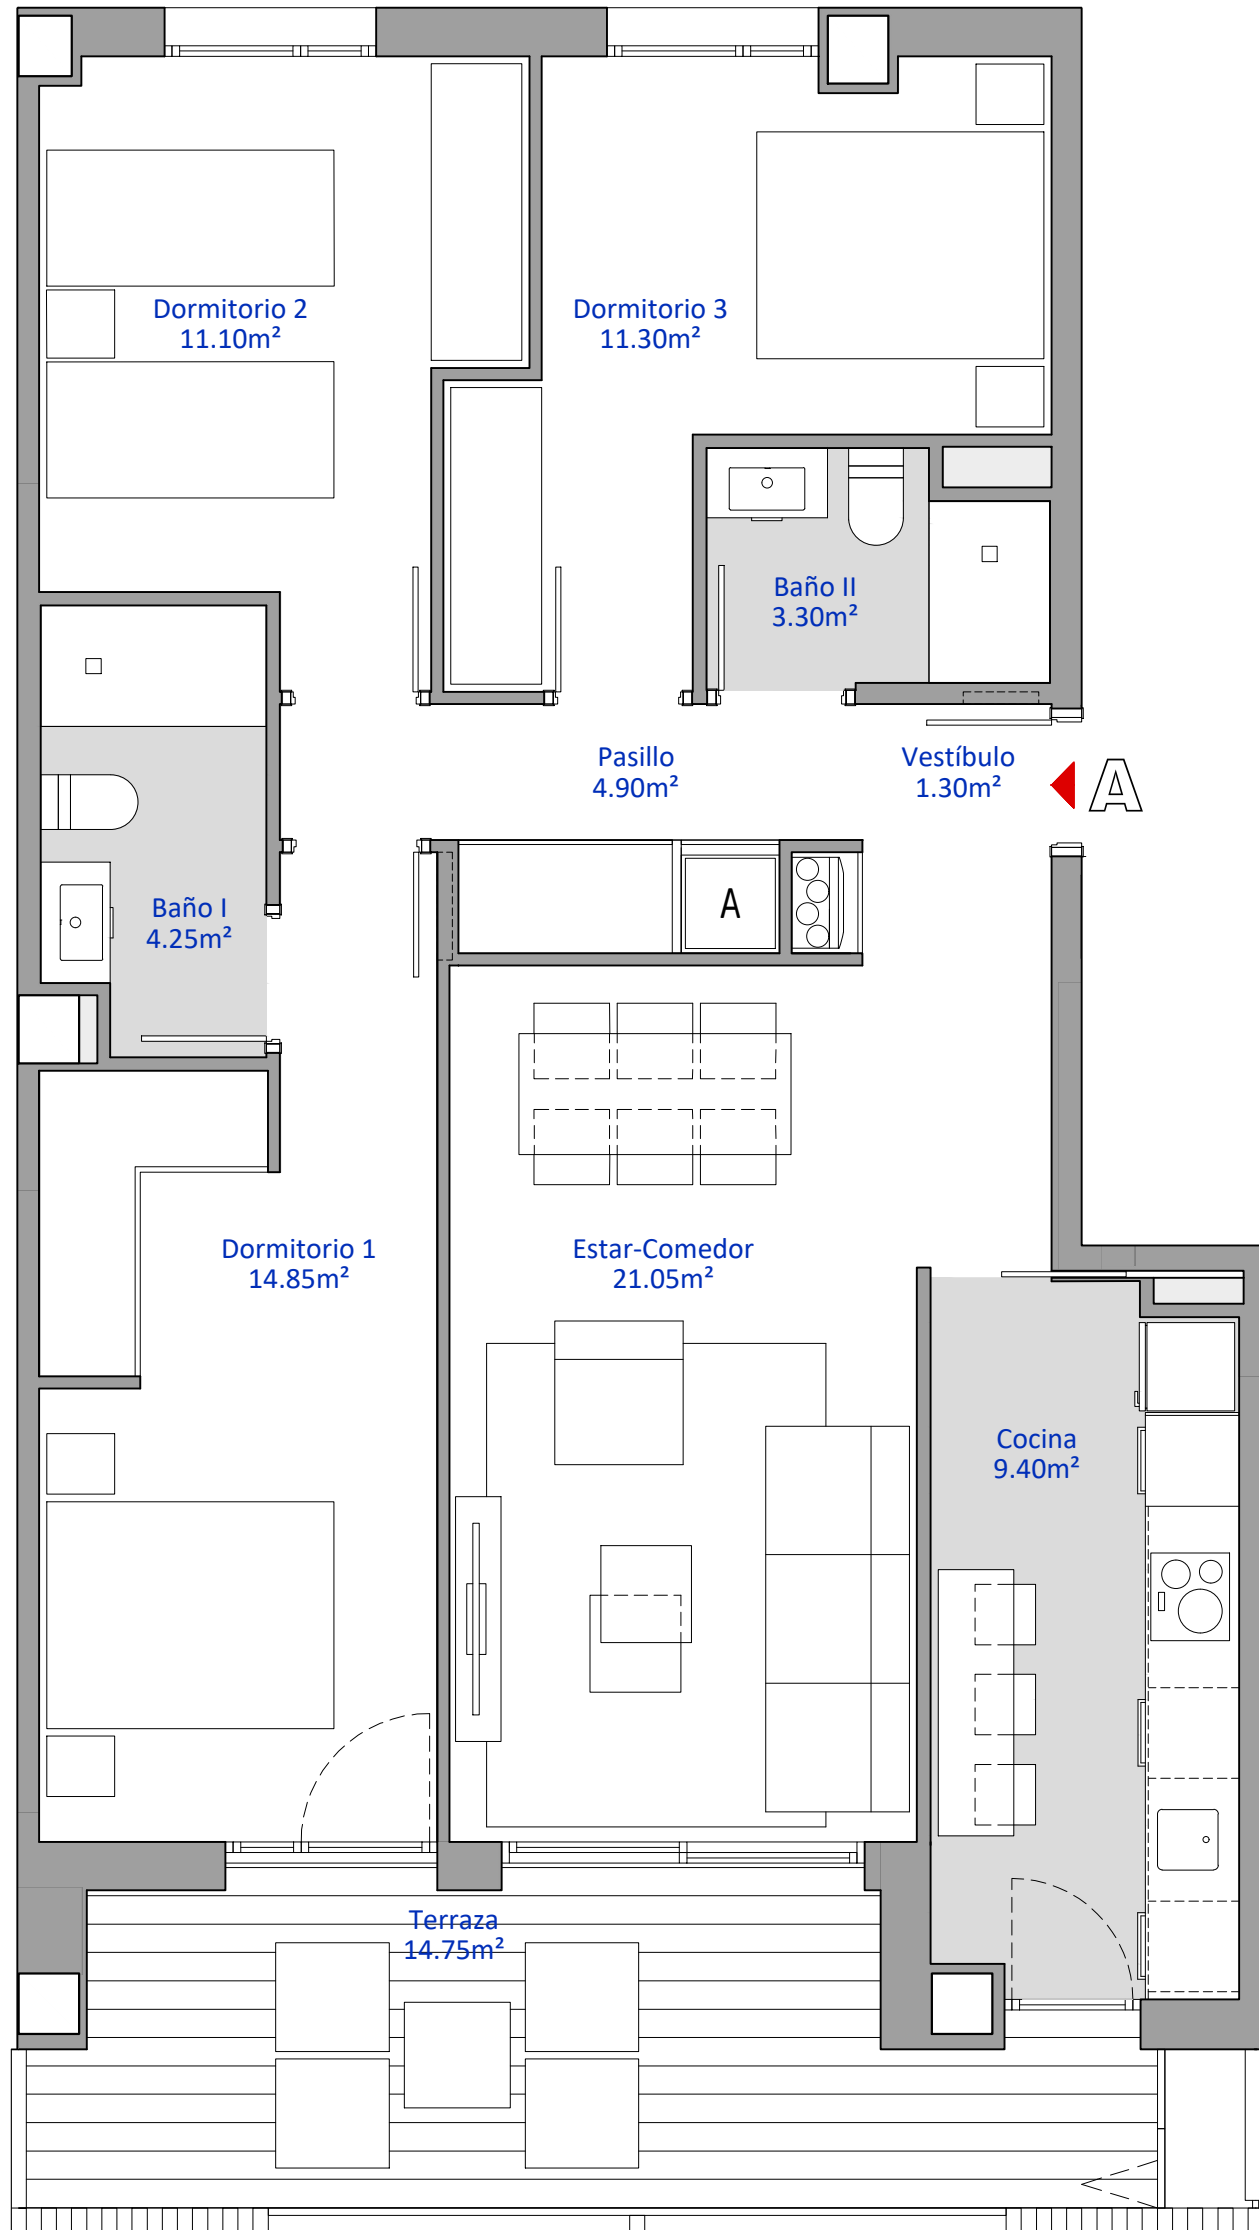 Dormitorio 2
11.10m²
Dormitorio 3
11.30m²
Baño II
3.30m²
Pasillo
4.90m²
Vestíbulo
1.30m²
A
A
Baño I
4.25m²
Dormitorio 1
14.85m²
Estar-Comedor
21.05m²
Cocina
9.40m²
Terraza
14.75m²